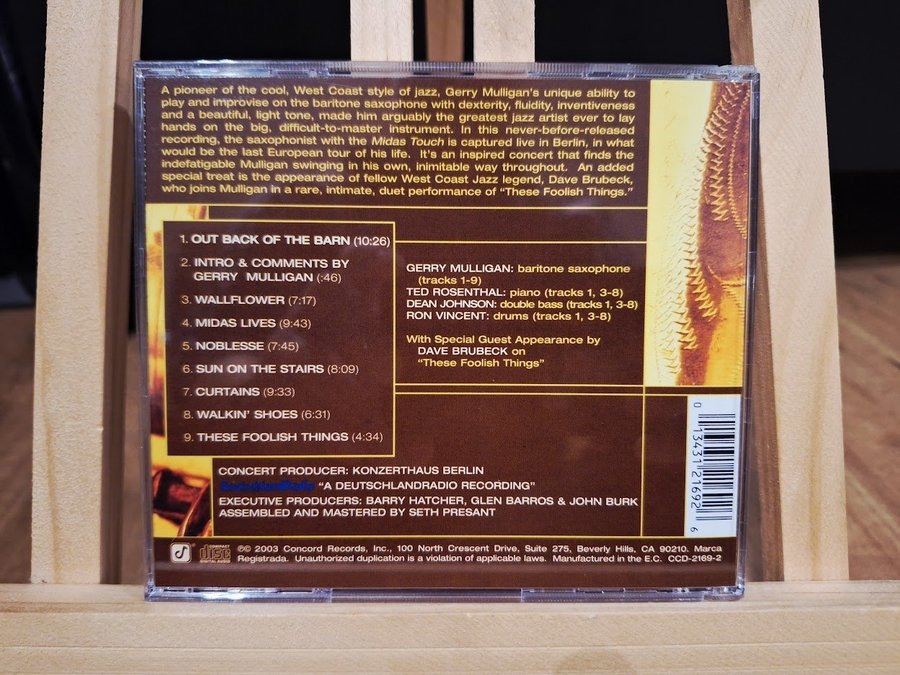 A pioneer of the cool, West Coast style of jazz, Gerry Mulligan's unique ability to
play and improvise on the baritone saxophone with dexterity, fluidity, inventiveness
and a beautiful, light tone, made him arguably the greatest jazz artist ever to lay
hands on the big, difficult-to-master instrument. In this never-before-released
recording, the saxophonist with the Midas Touch is captured live in Berlin, in what
would be the last European tour of his life. It's an inspired concert that finds the
indefatigable Mulligan swinging in his own, inimitable way throughout. An added
special treat is the appearance of fellow West Coast Jazz legend, Dave Brubeck,
who joins Mulligan in a rare, intimate, duet performance of "These Foolish Things."
1. OUT BACK OF THE BARN (10:26)
2. INTRO & COMMENTS BY
GERRY MULLIGAN (:46)
3. WALLFLOWER (7:17)
4. MIDAS LIVES (9:43)
5. NOBLESSE (7:45)
6. SUN ON THE STAIRS (8:09)
7. CURTAINS (9:33)
8. WALKIN' SHOES (6:31)
9. THESE FOOLISH THINGS (4:34)
GERRY MULLIGAN: baritone saxophone
(tracks 1-9)
TED ROSENTHAL: piano (tracks 1, 3-8)
DEAN JOHNSON: double bass (tracks 1, 3-8)
RON VINCENT: drums (tracks 1, 3-8)
With Special Guest Appearance by
DAVE BRUBECK on
"These Foolish Things"
CONCERT PRODUCER: KONZERTHAUS BERLIN
DeutschlandRadio "A DEUTSCHLANDRADIO RECORDING"
EXECUTIVE PRODUCERS: BARRY HATCHER, GLEN BARROS & JOHN BURK
ASSEMBLED AND MASTERED BY SETH PRESANT
0 13431 21692 6
COMPACT
disc
DIGITAL AUDIO
℗© 2003 Concord Records, Inc., 100 North Crescent Drive, Suite 275, Beverly Hills, CA 90210. Marca
Registrada. Unauthorized duplication is a violation of applicable laws. Manufactured in the E.C. CCD-2169-2